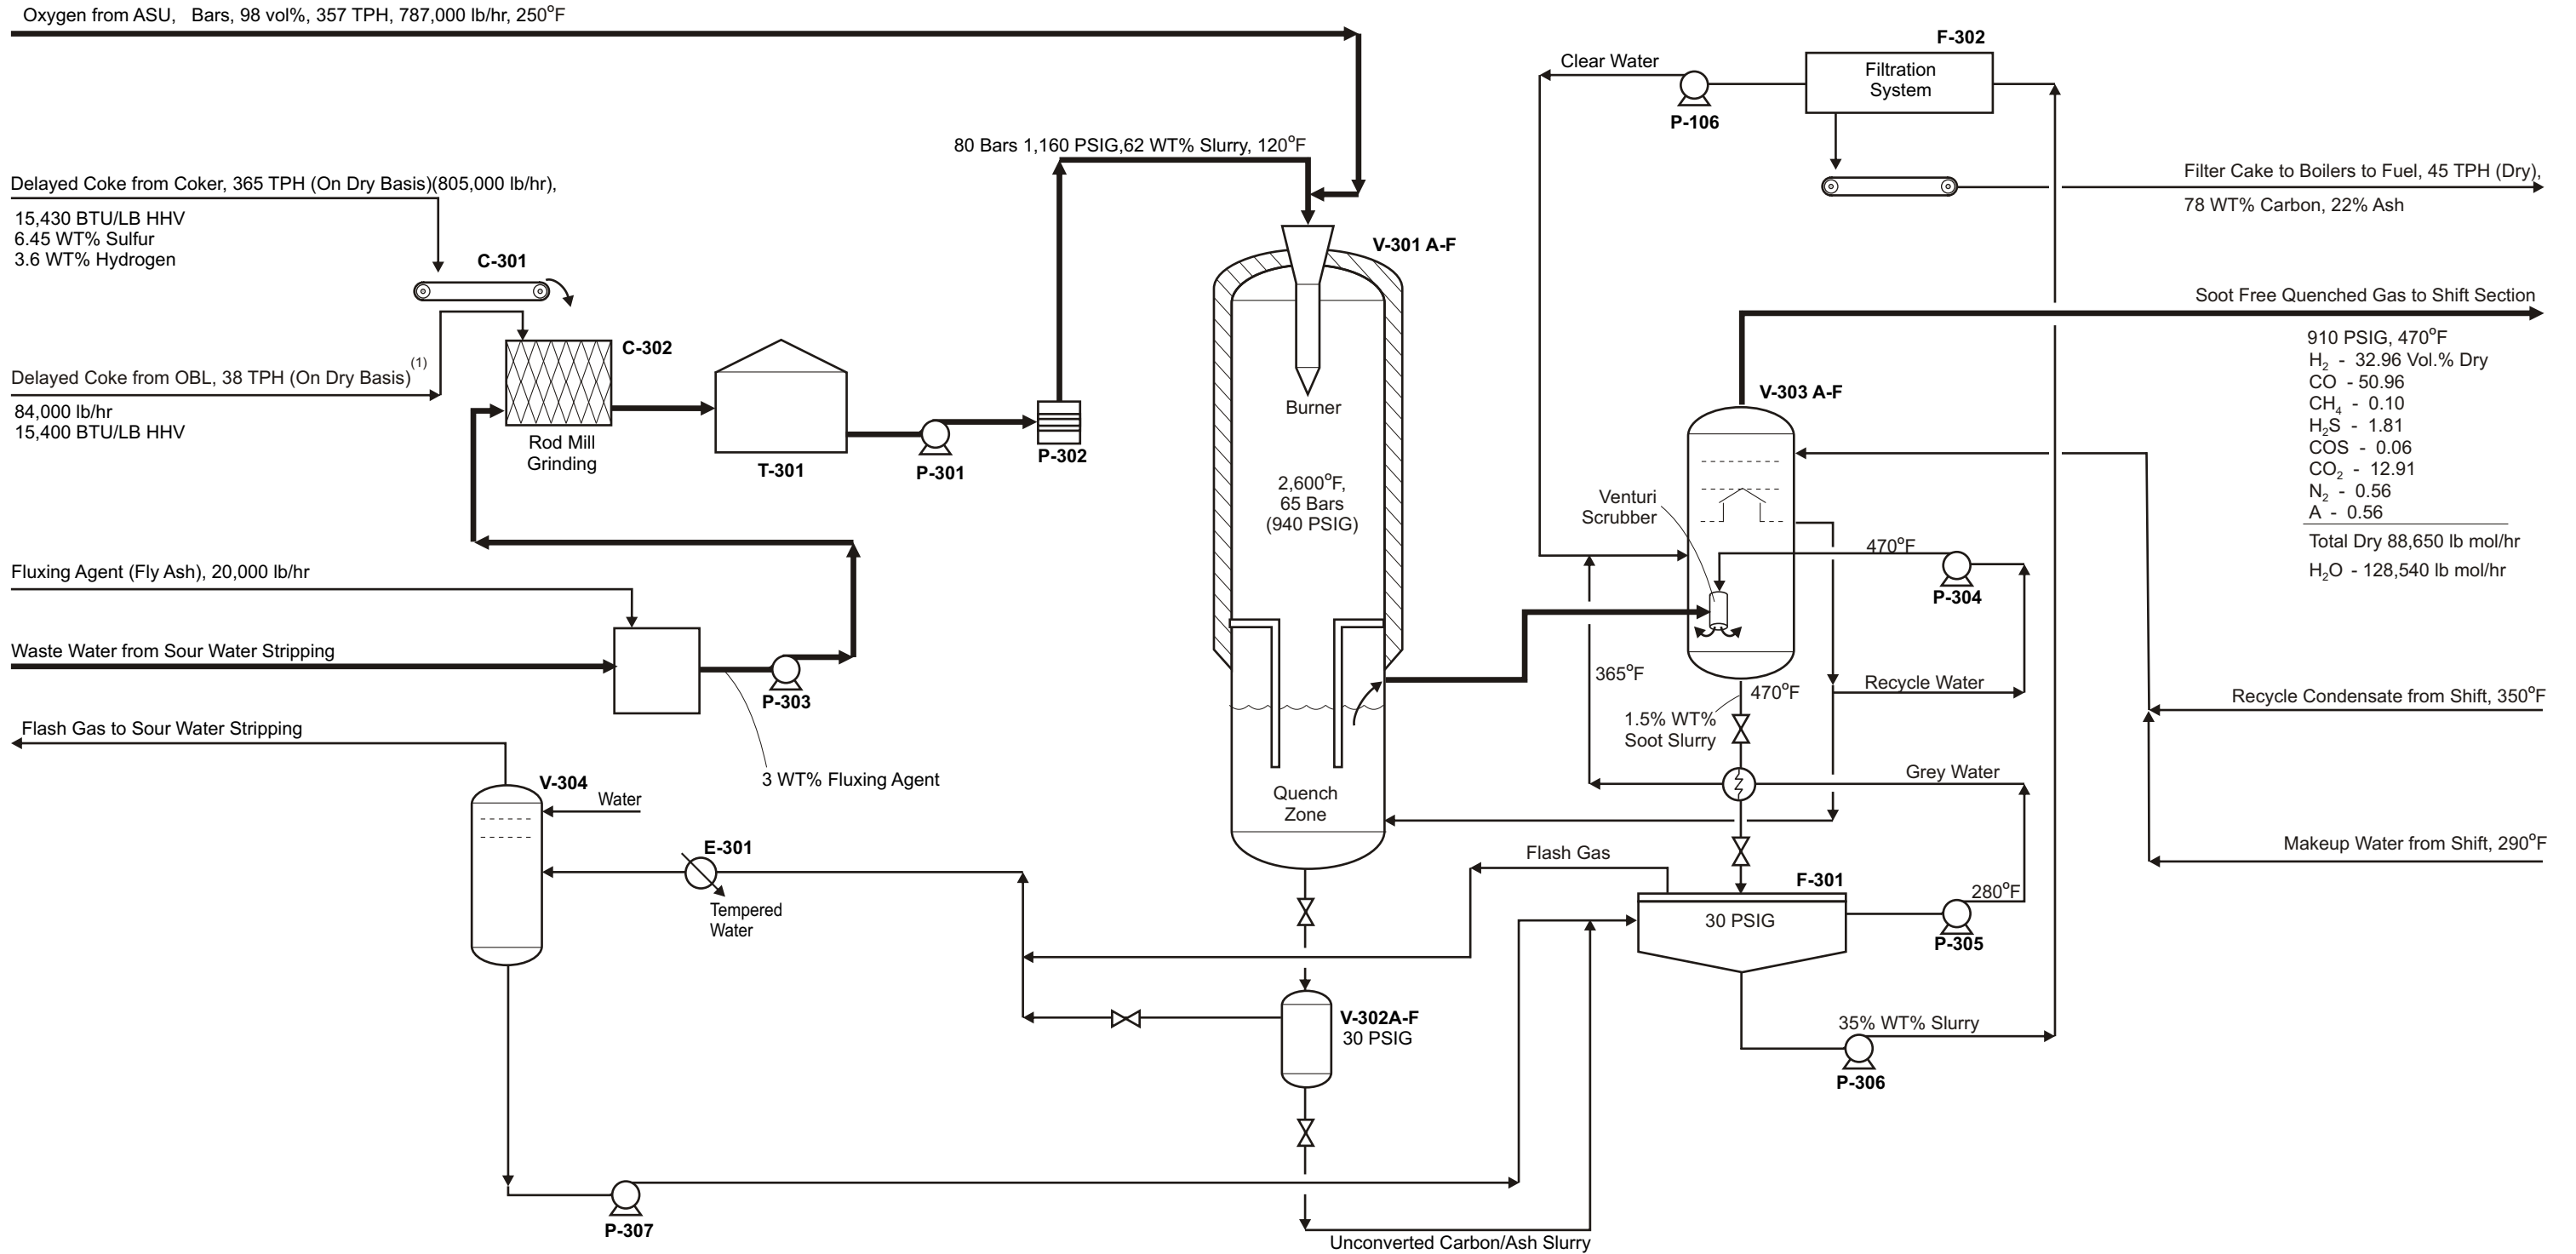 Oxygen from ASU,   Bars, 98 vol%, 357 TPH, 787,000 lb/hr, 250°F
F-302
Clear Water
Filtration
System
P-106
80 Bars 1,160 PSIG,62 WT% Slurry, 120°F
Delayed Coke from Coker, 365 TPH (On Dry Basis)(805,000 lb/hr),
15,430 BTU/LB HHV
6.45 WT% Sulfur
3.6 WT% Hydrogen
Filter Cake to Boilers to Fuel, 45 TPH (Dry),
78 WT% Carbon, 22% Ash
C-301
V-301 A-F
Soot Free Quenched Gas to Shift Section
910 PSIG, 470°F
H₂ - 32.96 Vol.% Dry
CO - 50.96
CH₄ - 0.10
H₂S - 1.81
COS - 0.06
CO₂ - 12.91
N₂ - 0.56
A - 0.56
Total Dry 88,650 lb mol/hr
H₂O - 128,540 lb mol/hr
C-302
Delayed Coke from OBL, 38 TPH (On Dry Basis)(1)
84,000 lb/hr
15,400 BTU/LB HHV
Rod Mill
Grinding
T-301
P-301
P-302
Burner
V-303 A-F
2,600°F,
65 Bars
(940 PSIG)
Venturi
Scrubber
470°F
P-304
Fluxing Agent (Fly Ash), 20,000 lb/hr
Waste Water from Sour Water Stripping
P-303
3 WT% Fluxing Agent
365°F
470°F
Recycle Water
1.5% WT%
Soot Slurry
Recycle Condensate from Shift, 350°F
Flash Gas to Sour Water Stripping
V-304
Water
Grey Water
Quench
Zone
Makeup Water from Shift, 290°F
E-301
Tempered
Water
Flash Gas
F-301
30 PSIG
280°F
P-305
V-302A-F
30 PSIG
35% WT% Slurry
P-306
P-307
Unconverted Carbon/Ash Slurry